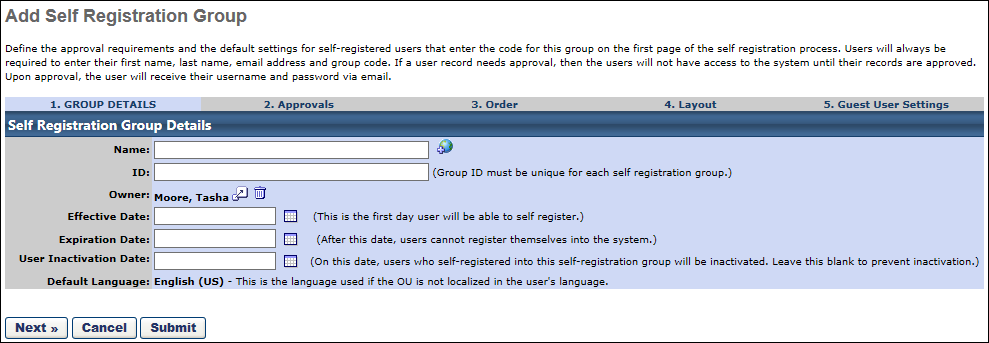 Add Self Registration Group
Define the approval requirements and the default settings for self-registered users that enter the code for this group on the first page of the self registration process. Users will always be
required to enter their first name, last name, email address and group code. If a user record needs approval, then the users will not have access to the system until their records are approved.
Upon approval, the user will receive their username and password via email.
1. GROUP DETAILS 2. Approvals 3. Order 4. Layout 5. Guest User Settings
Self Registration Group Details
Name:
ID: (Group ID must be unique for each self registration group.)
Owner: Moore, Tasha
Effective Date: (This is the first day user will be able to self register.)
Expiration Date: (After this date, users cannot register themselves into the system.)
User Inactivation Date: (On this date, users who self-registered into this self-registration group will be inactivated. Leave this blank to prevent inactivation.)
Default Language: English (US) - This is the language used if the OU is not localized in the user's language.
Next » Cancel Submit